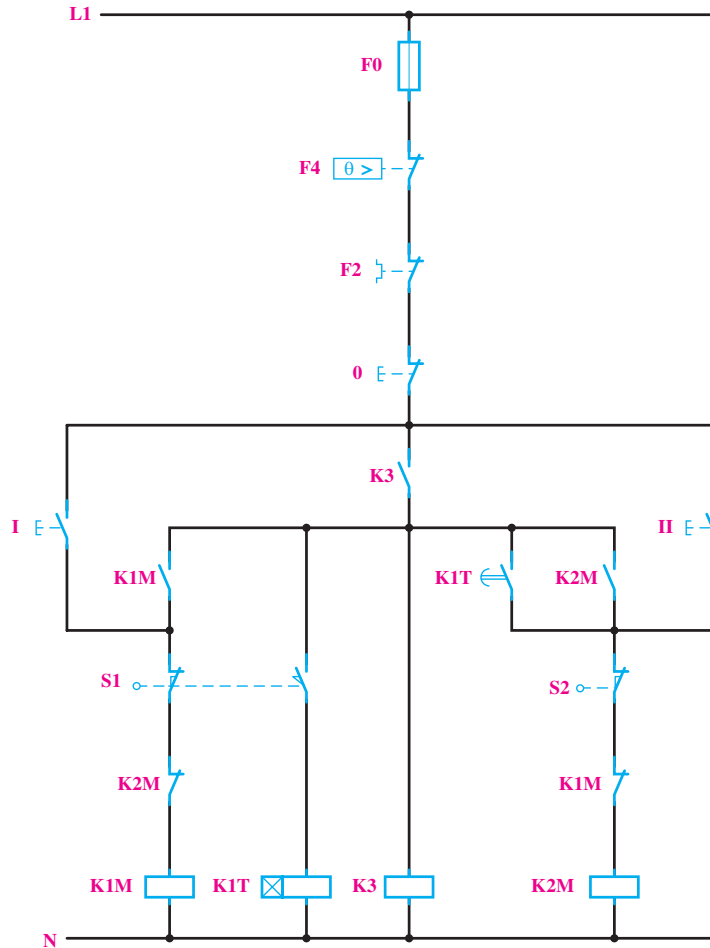 L1
F0
F4 θ >
F2
0
K3
I II
K1M K1T K2M
S1 S2
K2M K1M
K1M K1T K3 K2M
N